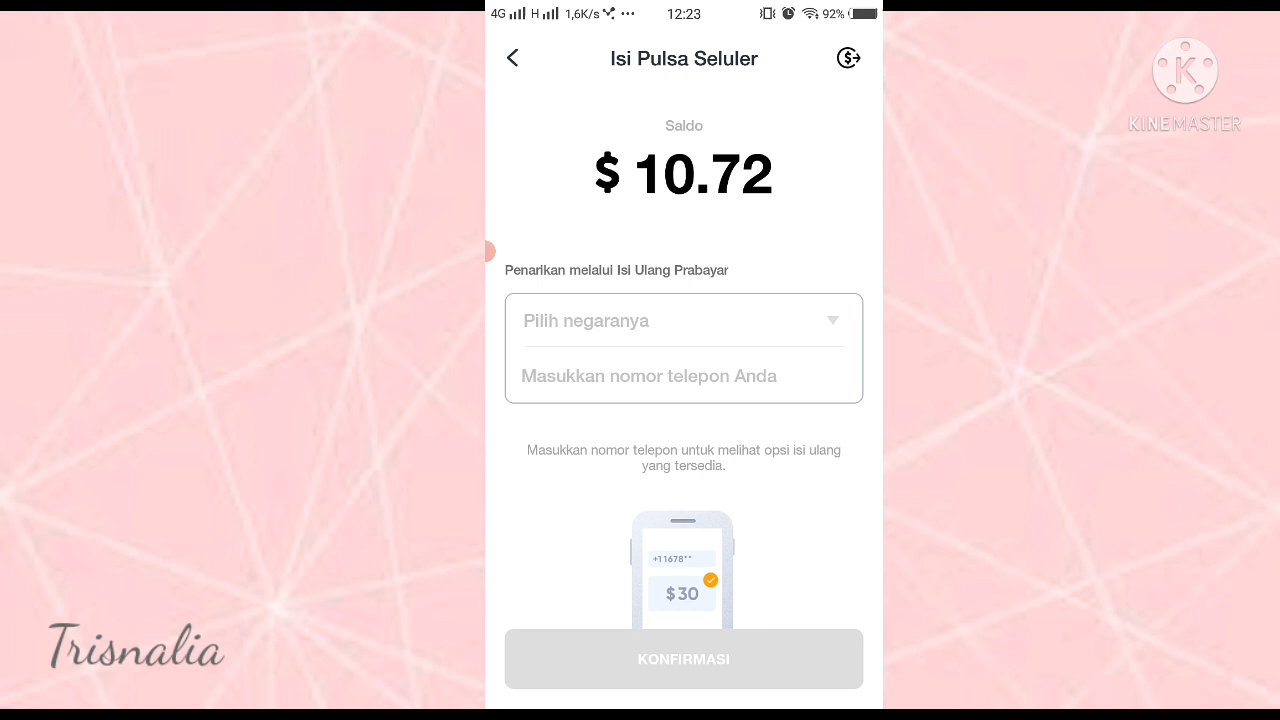 4G H 1,6K/s ... 12:23 92%
Isi Pulsa Seluler
K
KINEMASTER
Saldo
$ 10.72
Penarikan melalui Isi Ulang Prabayar
Pilih negaranya
Masukkan nomor telepon Anda
Masukkan nomor telepon untuk melihat opsi isi ulang
yang tersedia.
+11678**
$30
Trisnalia
KONFIRMASI